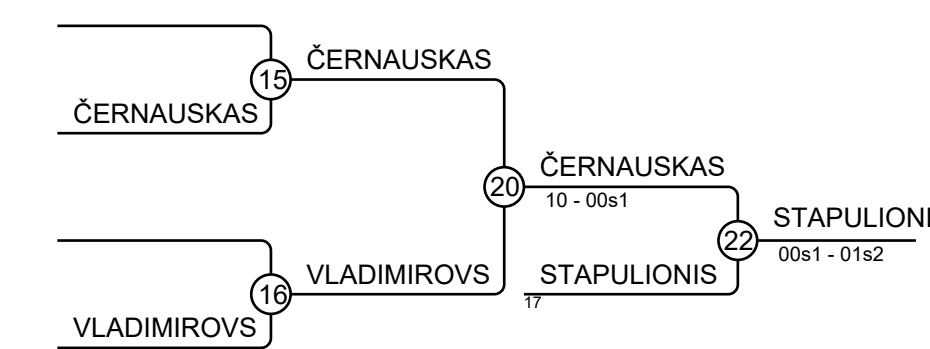 ČERNAUSKAS
15
ČERNAUSKAS
ČERNAUSKAS
20
10 - 00s1
STAPULIONI
22
00s1 - 01s2
VLADIMIROVS
STAPULIONIS
16
17
VLADIMIROVS